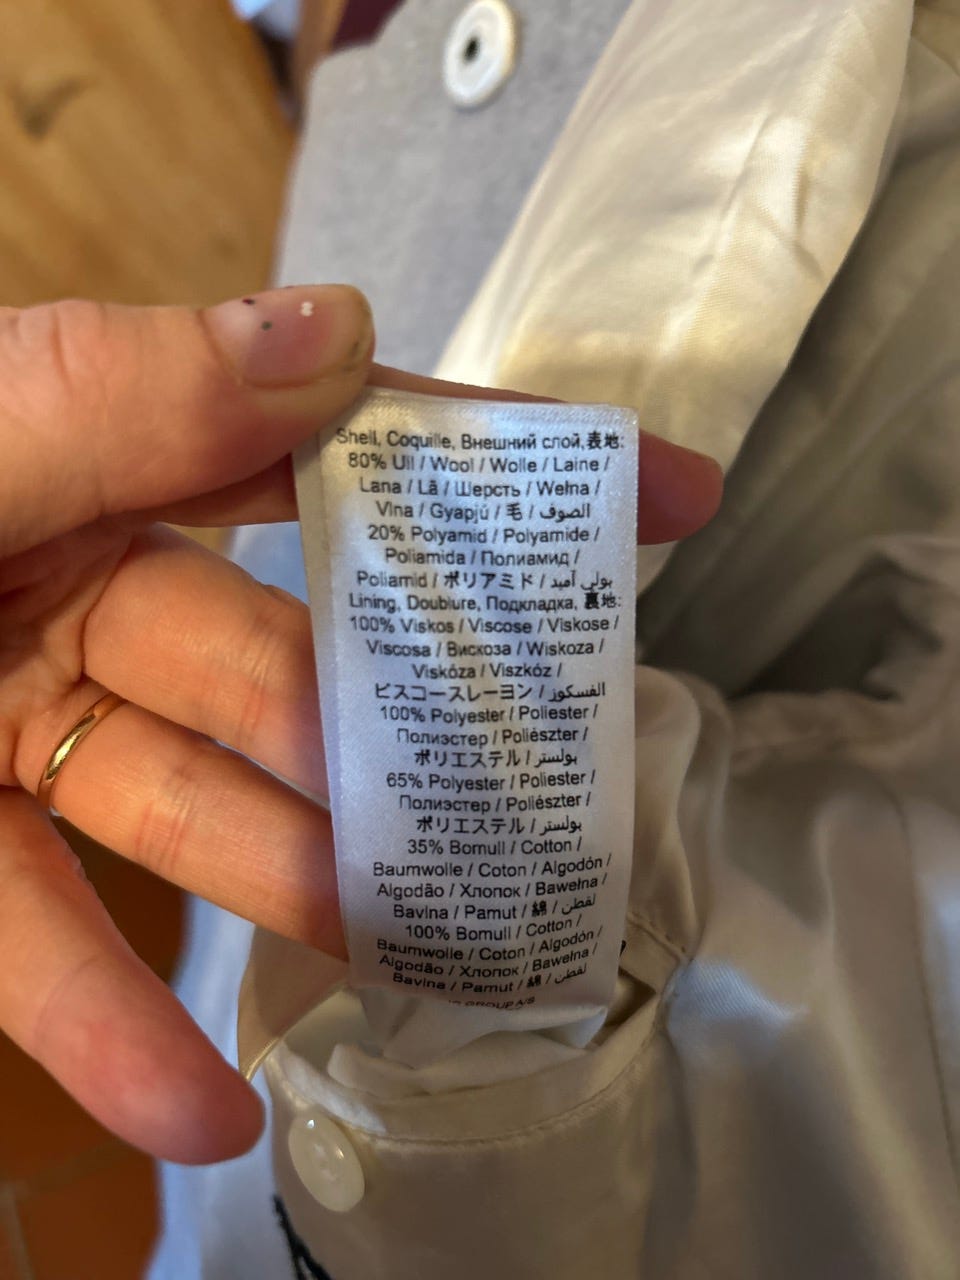 Shell, Coquille, Внешний слой,表地:
80% Ull / Wool / Wolle / Laine /
Lana / Lã / Шерсть / Wełna /
Vlna / Gyapjú / 毛 / الصوف
20% Polyamid / Polyamide /
Poliamida / Полиамид /
Poliamid / ポリアミド / بولي أميد
Lining, Doublure, Подкладка, 裏地:
100% Viskos / Viscose / Viskose /
Viscosa / Вискоза / Wiskoza /
Viskóza / Viszkóz /
ビスコースレーヨン / الفسكوز
100% Polyester / Poliester /
Полиэстер / Poliészter /
ポリエステル / بولستر
65% Polyester / Poliester /
Полиэстер / Poliészter /
ポリエステル / بولستر
35% Bomull / Cotton /
Baumwolle / Coton / Algodón /
Algodão / Хлопок / Bawełna /
Bavlna / Pamut / 綿 / لقطن
100% Bomull / Cotton /
Baumwolle / Coton / Algodón /
Algodão / Хлопок / Bawełna /
Bavlna / Pamut / 綿 / لقطن
GROUP A/S